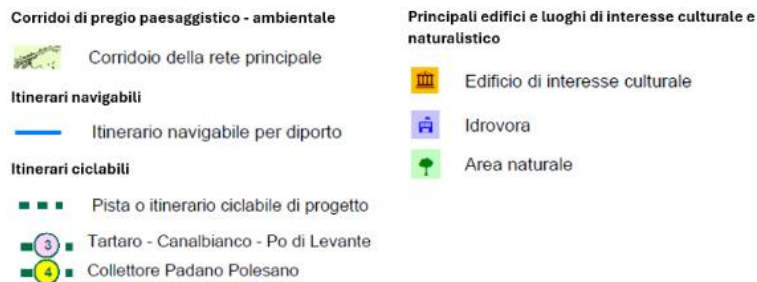 Corridoi di pregio paesaggistico - ambientale
Corridoio della rete principale
Itinerari navigabili
Itinerario navigabile per diporto
Itinerari ciclabili
Pista o itinerario ciclabile di progetto
3 Tartaro - Canalbianco - Po di Levante
4 Collettore Padano Polesano
Principali edifici e luoghi di interesse culturale e
naturalistico
Edificio di interesse culturale
Idrovora
Area naturale